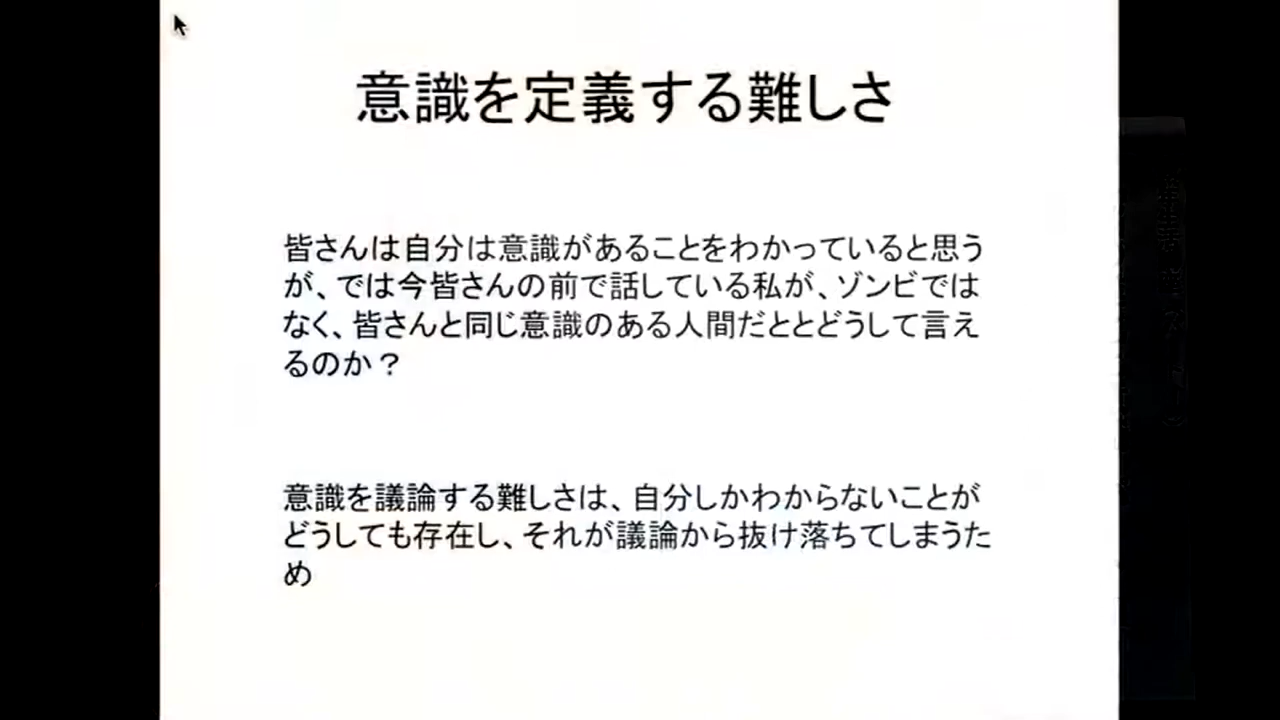 意識を定義する難しさ
皆さんは自分は意識があることをわかっていると思う
が、では今皆さんの前で話している私が、ゾンビでは
なく、皆さんと同じ意識のある人間だととどうして言え
るのか？
意識を議論する難しさは、自分しかわからないことが
どうしても存在し、それが議論から抜け落ちてしまうた
め